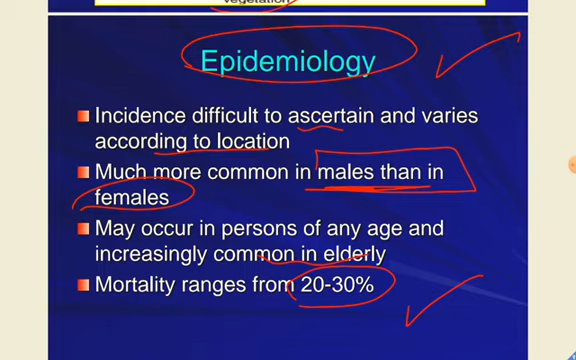 vegetation
Epidemiology
Incidence difficult to ascertain and varies
according to location
Much more common in males than in
females
May occur in persons of any age and
increasingly common in elderly
Mortality ranges from 20-30%